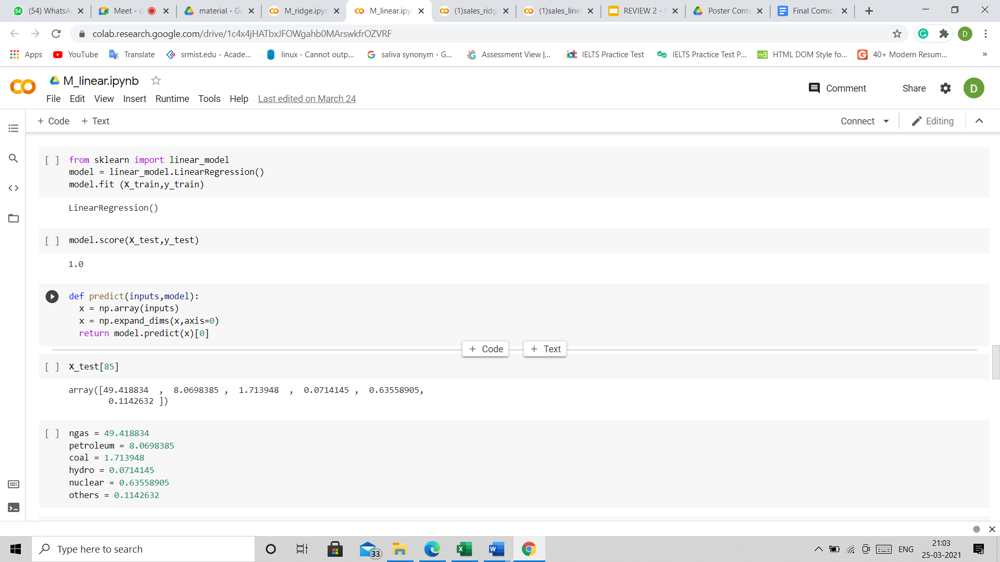 (54) WhatsA
Meet - d
material - Go
M_ridge.ipyn
M_linear.ipy
(1)sales_ridg
(1)sales_line
REVIEW 2 - 
Poster Conte
Final Comic
colab.research.google.com/drive/1c4x4jHATbxJFOWgahb0MArswkfrOZVRF
D
Apps
YouTube
Translate
srmist.edu - Acade...
linux - Cannot outp...
saliva synonym - G...
Assessment View |...
IELTS Practice Test
IELTS Practice Test P...
HTML DOM Style fo...
40+ Modern Resum...
»
M_linear.ipynb
File Edit View Insert Runtime Tools Help Last edited on March 24
Comment
Share
D
+ Code + Text
Connect
Editing
[ ] from sklearn import linear_model
model = linear_model.LinearRegression()
model.fit (X_train,y_train)
LinearRegression()
[ ] model.score(X_test,y_test)
1.0
def predict(inputs,model):
x = np.array(inputs)
x = np.expand_dims(x,axis=0)
return model.predict(x)[0]
+ Code + Text
[ ] X_test[85]
array([49.418834 , 8.0698385 , 1.713948 , 0.0714145 , 0.63558905,
0.1142632 ])
[ ] ngas = 49.418834
petroleum = 8.0698385
coal = 1.713948
hydro = 0.0714145
nuclear = 0.63558905
others = 0.1142632
Type here to search
33
ENG
21:03
25-03-2021